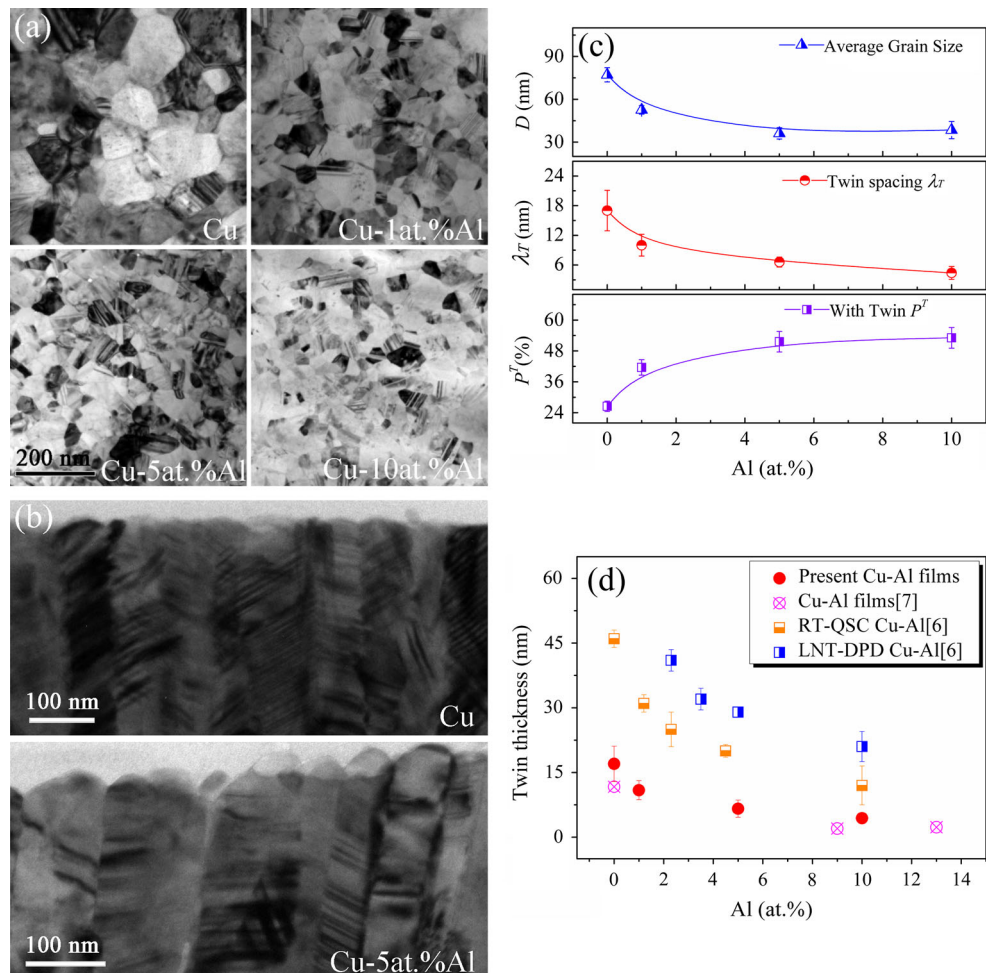 (a)
Cu
Cu-1at.%Al
200 nm
Cu-5at.%Al
Cu-10at.%Al
(b)
100 nm
Cu
100 nm
Cu-5at.%Al
(c)
Average Grain Size
90
60
30
D (nm)
Twin spacing λT
24
18
12
6
λT (nm)
With Twin P^T
60
48
36
24
P^T(%)
0 2 4 6 8 10
Al (at.%)
(d)
Present Cu-Al films
Cu-Al films[7]
RT-QSC Cu-Al[6]
LNT-DPD Cu-Al[6]
60
45
30
15
0
Twin thickness (nm)
0 2 4 6 8 10 12 14
Al (at.%)